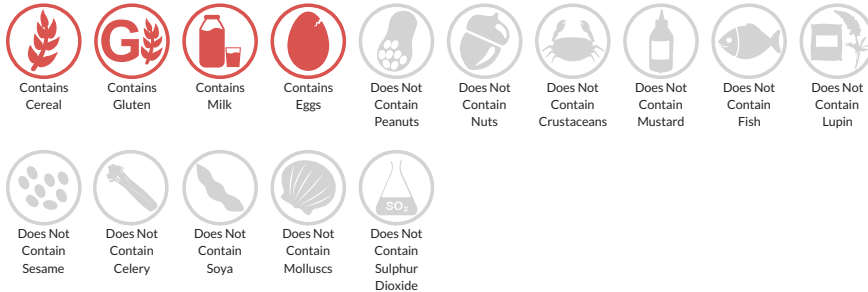 G
Contains
Cereal
Contains
Gluten
Contains
Milk
Contains
Eggs
Does Not
Contain
Peanuts
Does Not
Contain
Nuts
Does Not
Contain
Crustaceans
Does Not
Contain
Mustard
Does Not
Contain
Fish
Does Not
Contain
Lupin
SO₂
Does Not
Contain
Sesame
Does Not
Contain
Celery
Does Not
Contain
Soya
Does Not
Contain
Molluscs
Does Not
Contain
Sulphur
Dioxide